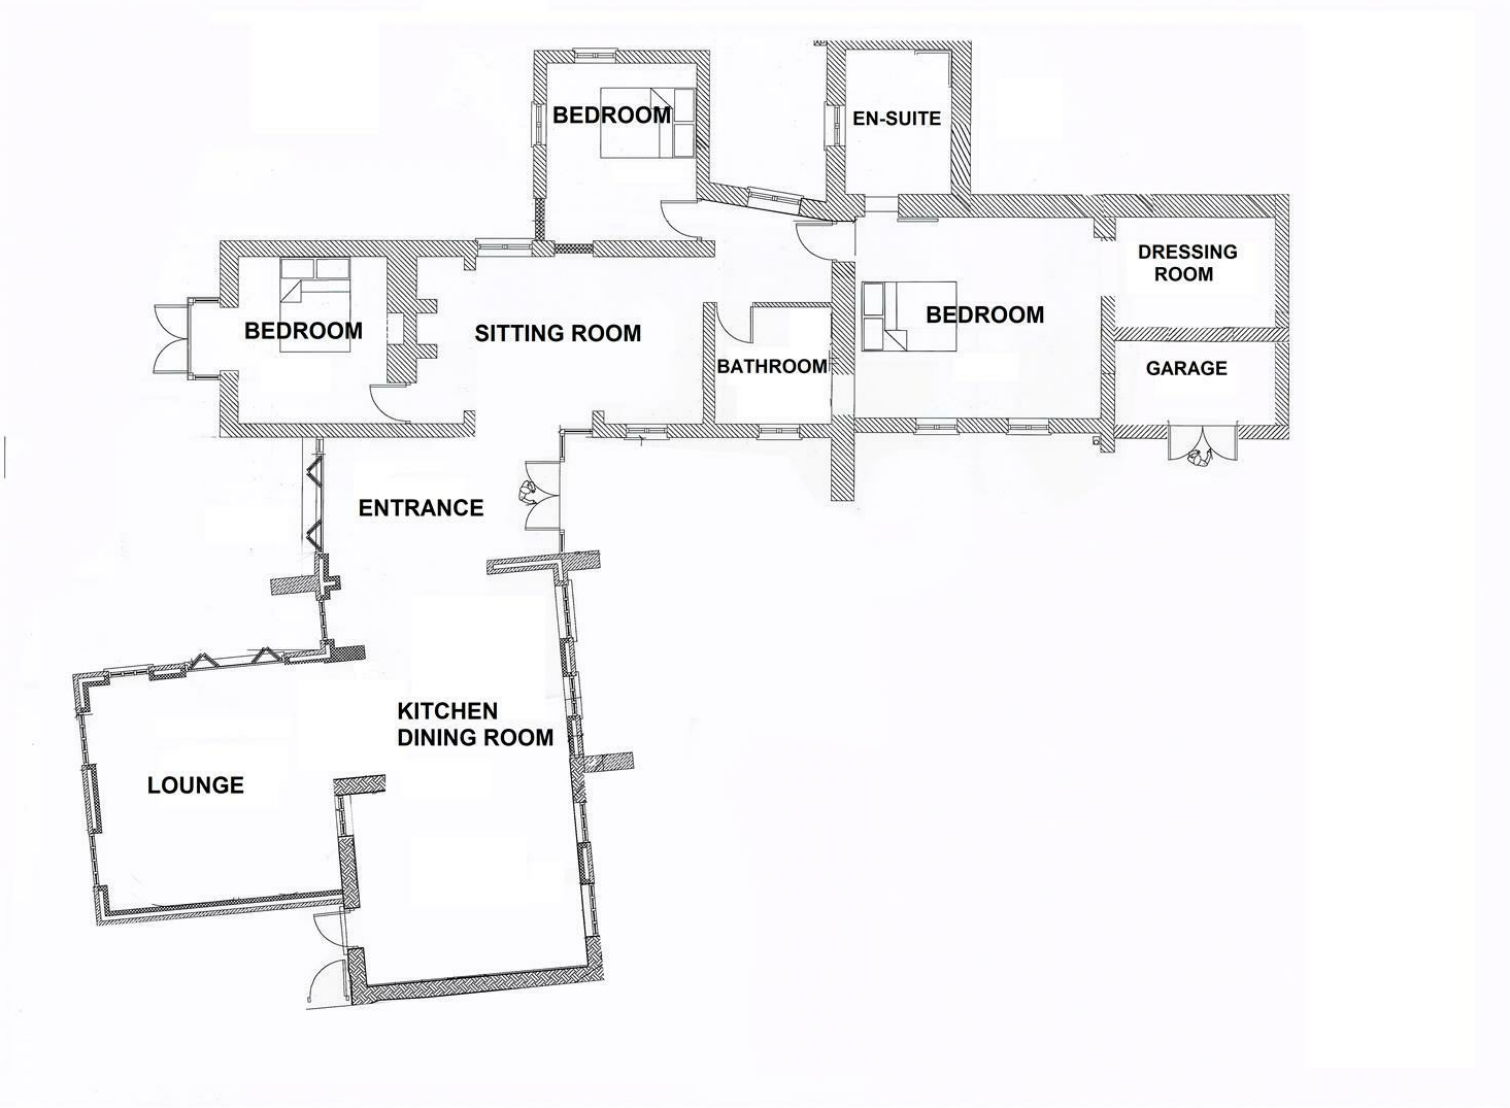 BEDROOM
EN-SUITE
DRESSING
ROOM
BEDROOM
SITTING ROOM
BEDROOM
BATHROOM
GARAGE
ENTRANCE
KITCHEN
DINING ROOM
LOUNGE